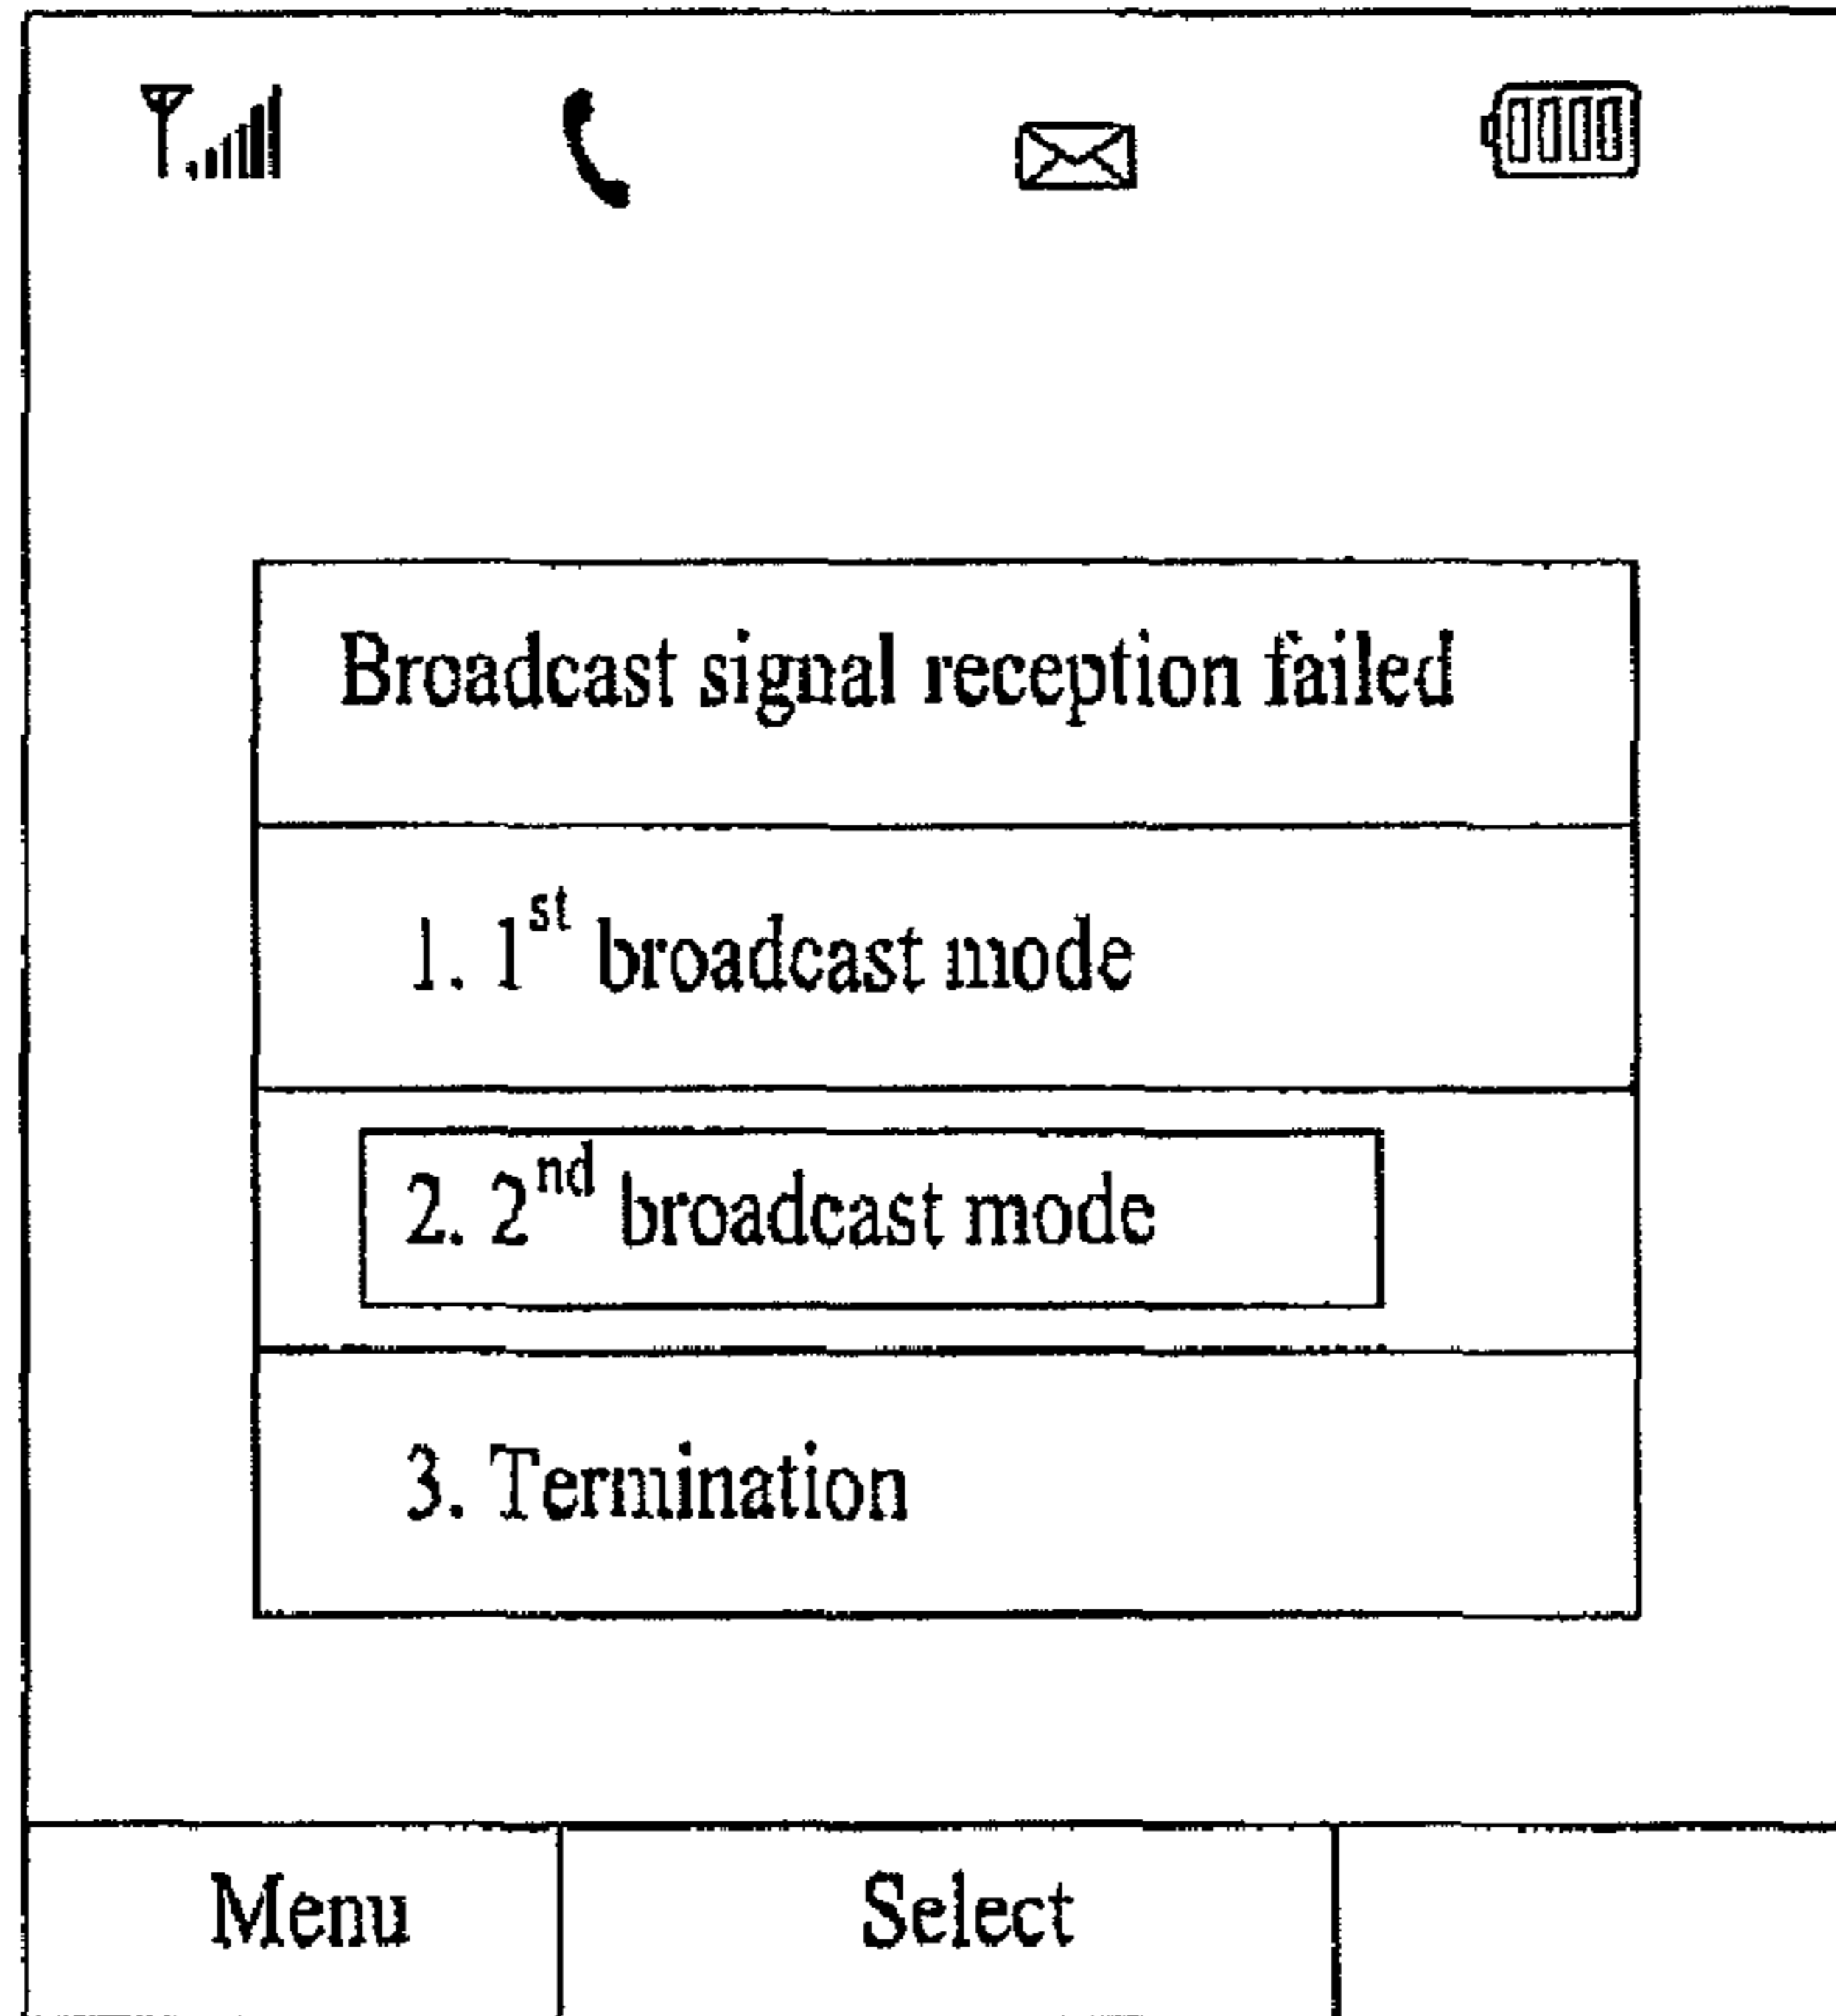 Broadcast signal reception failed
1. 1st broadcast mode
2. 2nd broadcast mode
3. Termination
Menu
Select